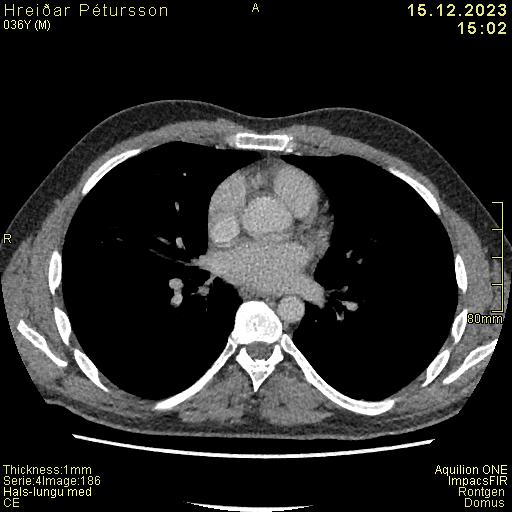 Hreiðar Pétursson
036Y (M)
A
15.12.2023
15:02
R
80mm
Thickness:1mm
Serie:4Image:186
Hals-lungu med
CE
Aquilion ONE
ImpacsFIR
Rontgen
Domus